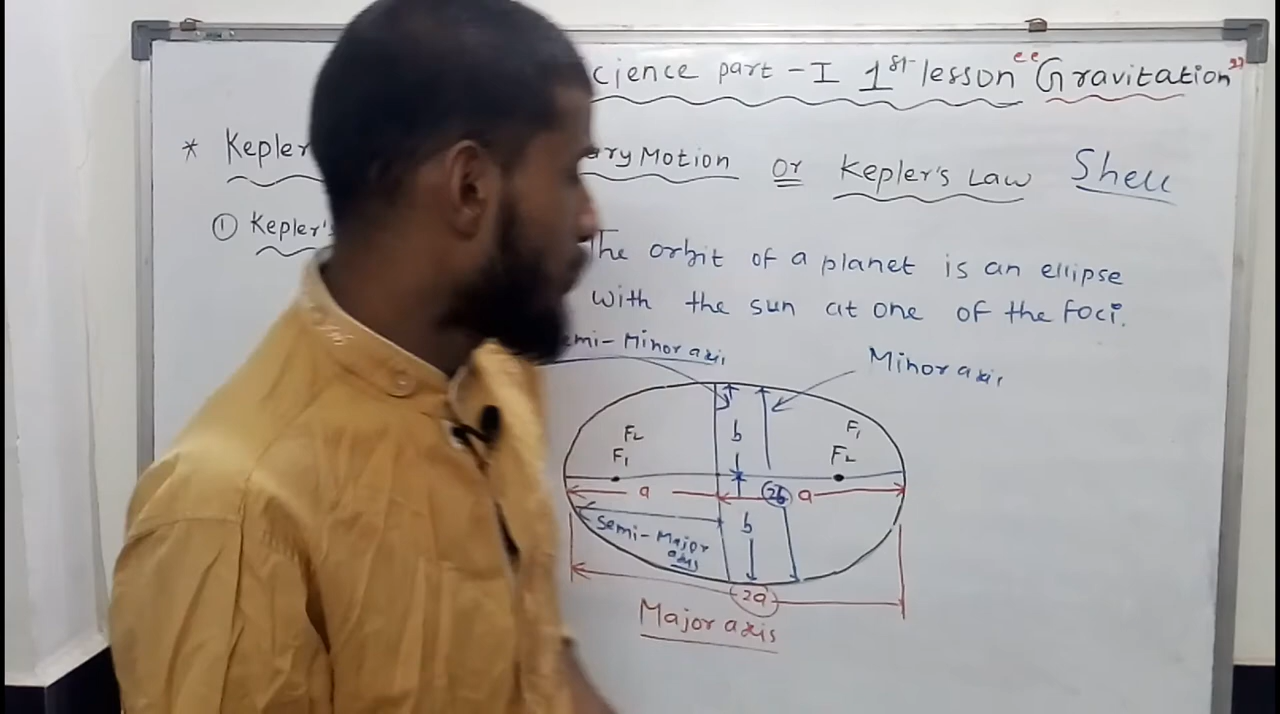 cience part - I 1st lesson "Gravitation"
* Kepler ary Motion or Kepler's Law Shell
① Kepler's The orbit of a planet is an ellipse
with the sun at one of the foci.
emi-Minor axis
Minor axis
F2 F1
F1 F2
b
a 2b a
Semi-Major axis
b
2a
Major axis